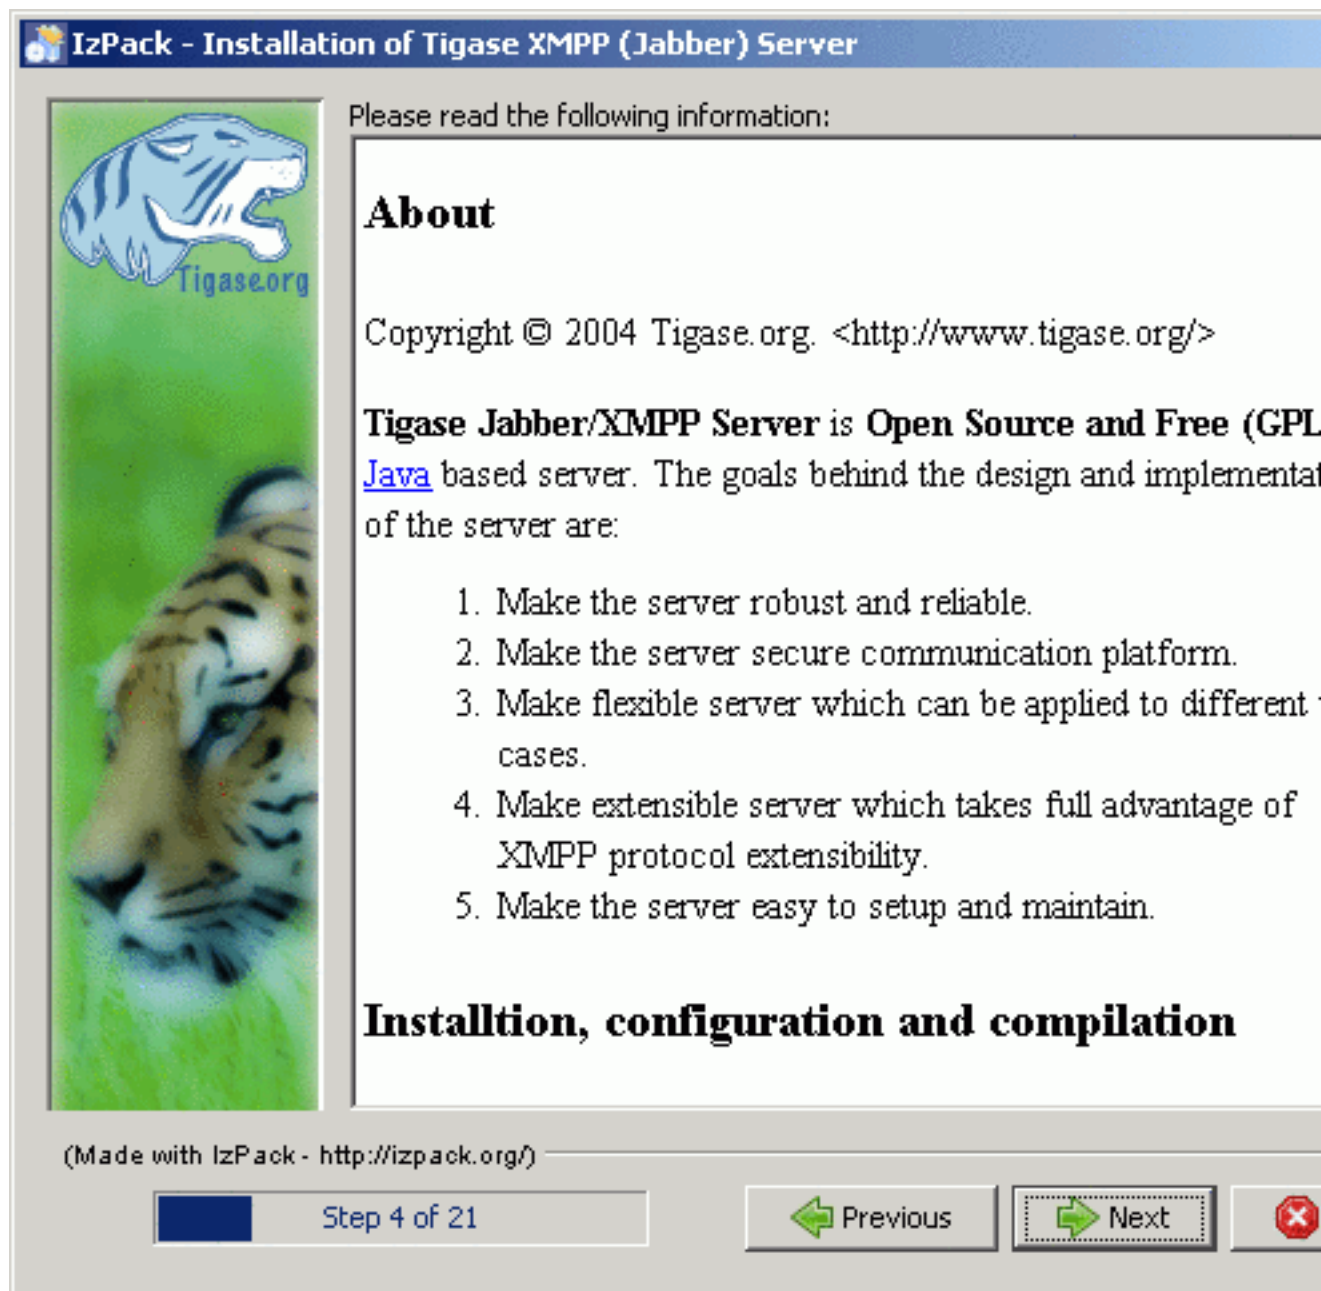 IzPack - Installation of Tigase XMPP (Jabber) Server
Tigase.org
Please read the following information:
About
Copyright © 2004 Tigase.org. <http://www.tigase.org/>
Tigase Jabber/XMPP Server is Open Source and Free (GPL
Java based server. The goals behind the design and
of the server are:
1. Make the server robust and reliable.
2. Make the server secure communication platform.
3. Make flexible server which can be applied to different
cases.
4. Make extensible server which takes full advantage of
XMPP protocol extensibility.
5. Make the server easy to setup and maintain.
Installtion, configuration and compilation
(Made with IzPack - http://izpack.org/)
Step 4 of 21
Previous
Next